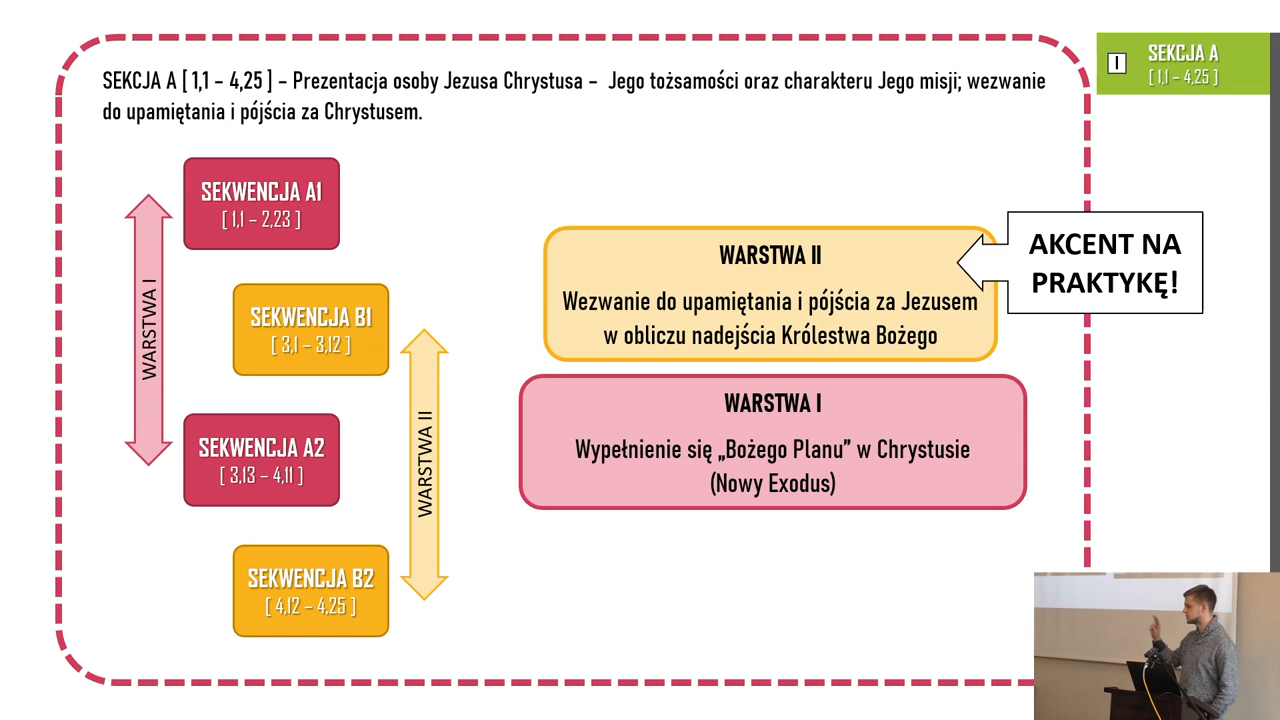 SEKCJA A [ 1,1 – 4,25 ] – Prezentacja osoby Jezusa Chrystusa – Jego tożsamości oraz charakteru Jego misji; wezwanie
do upamiętania i pójścia za Chrystusem.
I
SEKCJA A
[ 1,1 – 4,25 ]
SEKWENCJA A1
[ 1,1 – 2,23 ]
WARSTWA I
SEKWENCJA B1
[ 3,1 – 3,12 ]
SEKWENCJA A2
[ 3,13 – 4,11 ]
WARSTWA II
SEKWENCJA B2
[ 4,12 – 4,25 ]
WARSTWA II
Wezwanie do upamiętania i pójścia za Jezusem
w obliczu nadejścia Królestwa Bożego
AKCENT NA
PRAKTYKĘ!
WARSTWA I
Wypełnienie się „Bożego Planu” w Chrystusie
(Nowy Exodus)